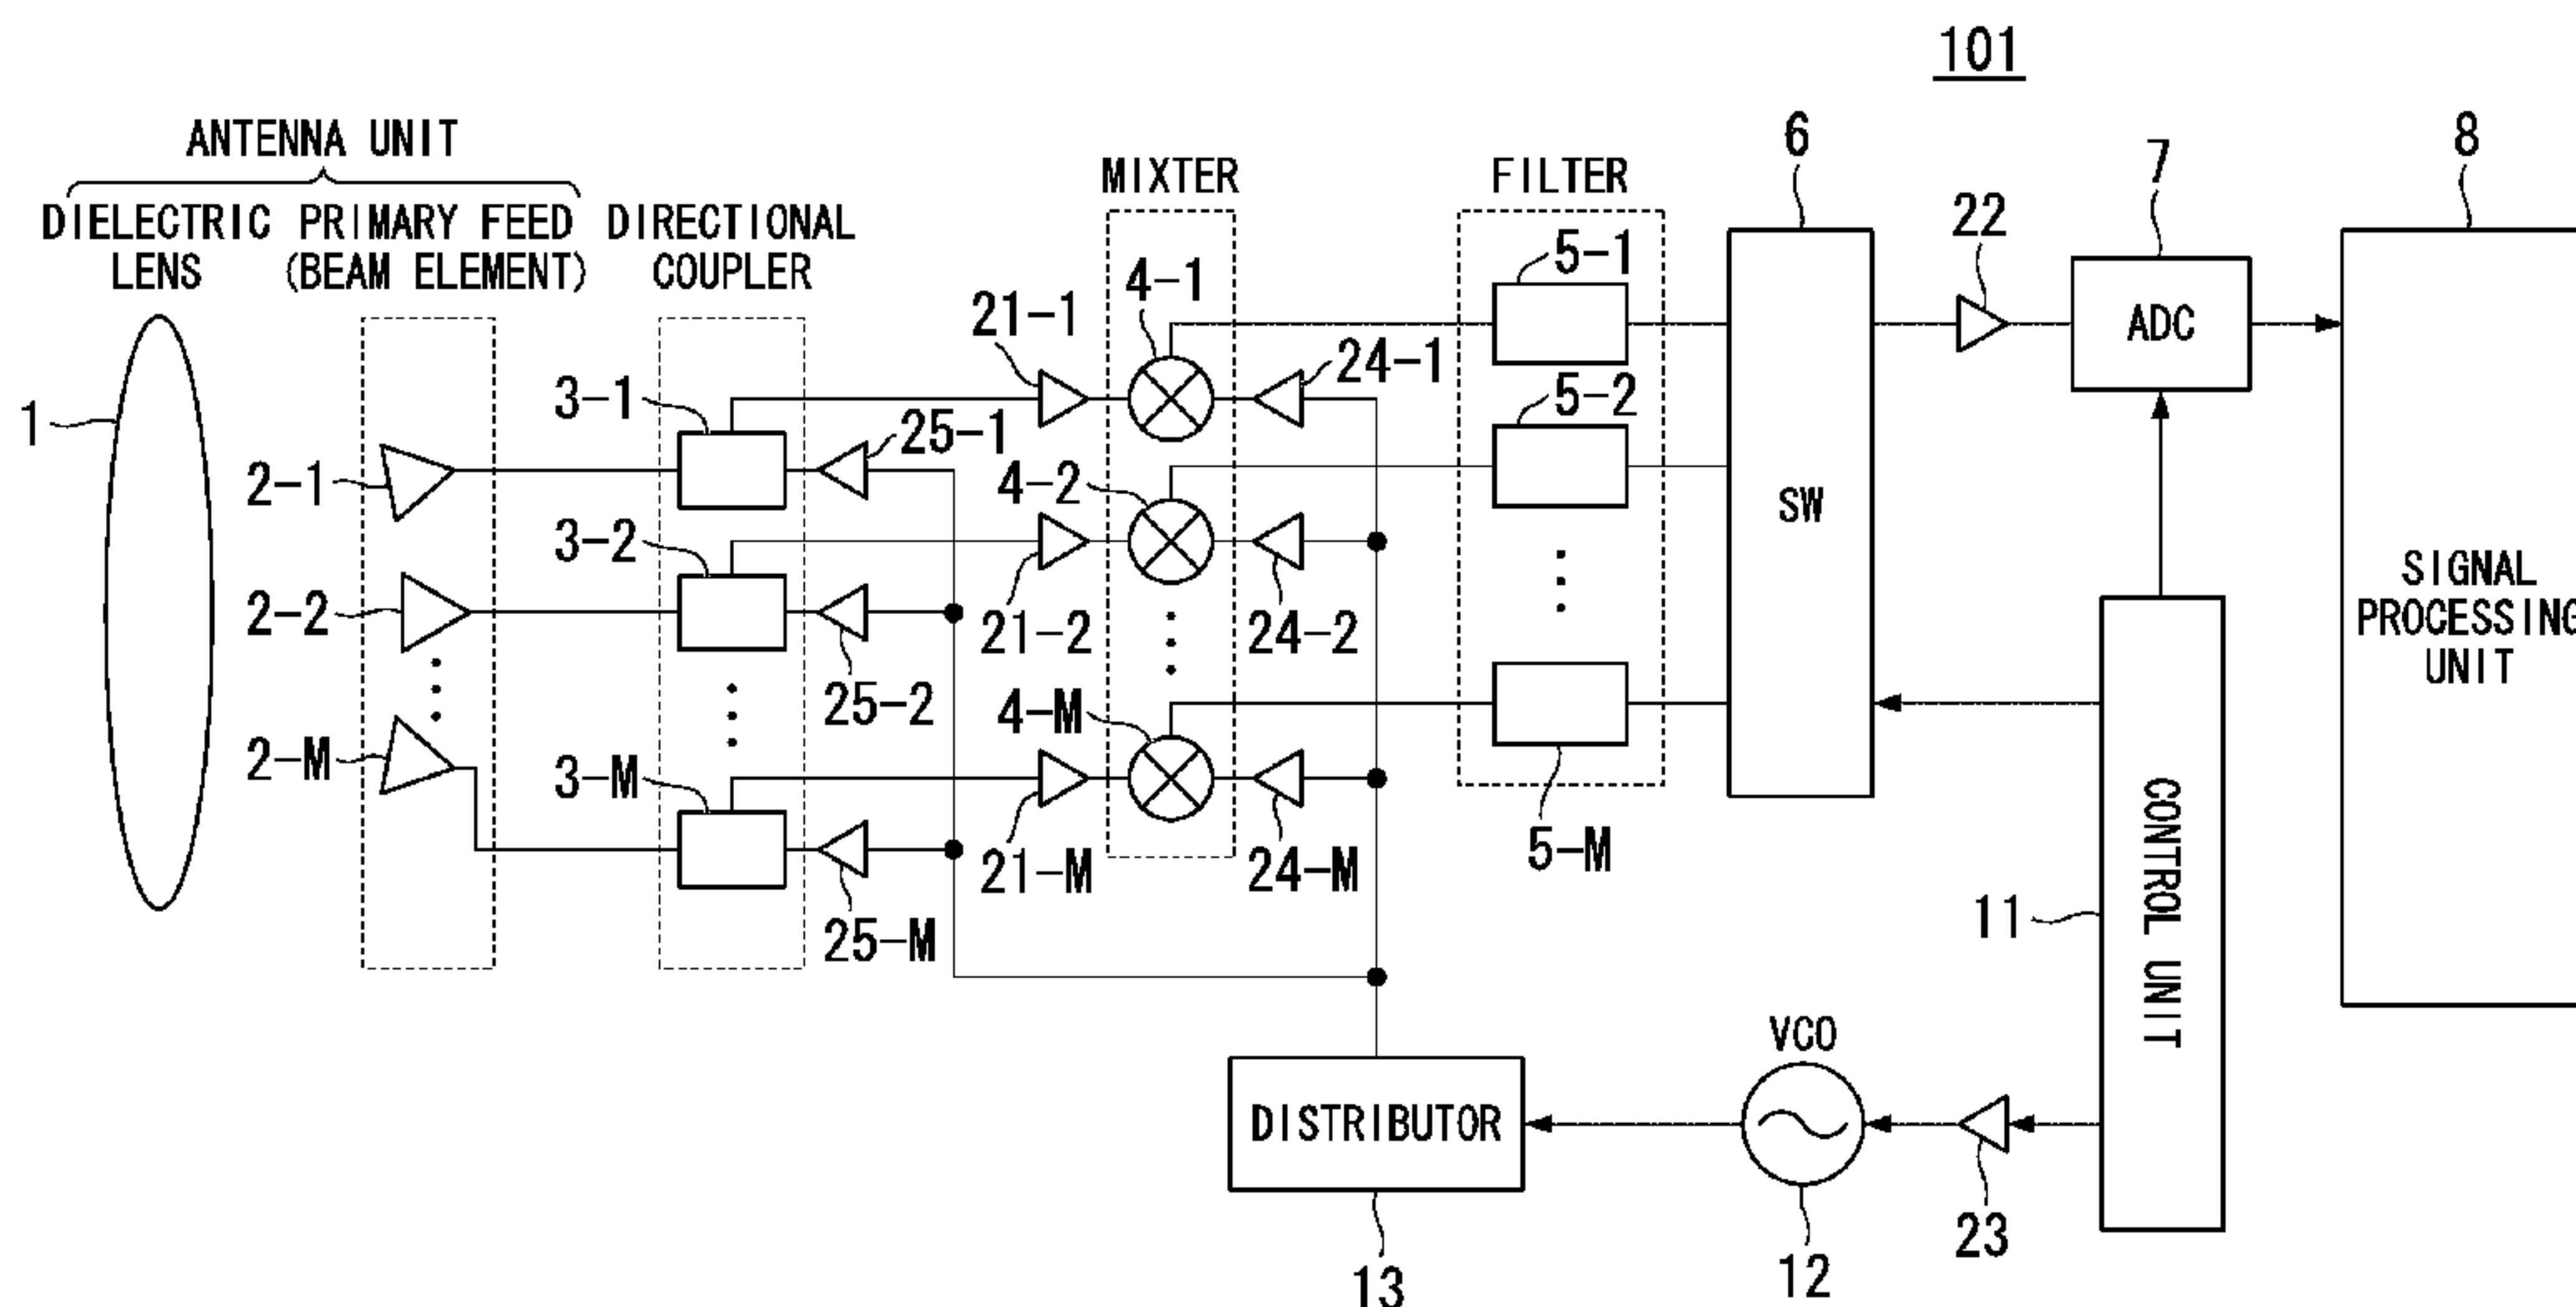 101
ANTENNA UNIT
DIELECTRIC LENS
PRIMARY FEED (BEAM ELEMENT)
DIRECTIONAL COUPLER
MIXTER
FILTER
6
7
8
22
1
2-1
2-2
2-M
3-1
3-2
3-M
25-1
25-2
25-M
21-1
21-2
21-M
4-1
4-2
4-M
24-1
24-2
24-M
5-1
5-2
5-M
SW
ADC
SIGNAL
PROCESSING
UNIT
CONTROL UNIT
11
VCO
12
23
DISTRIBUTOR
13